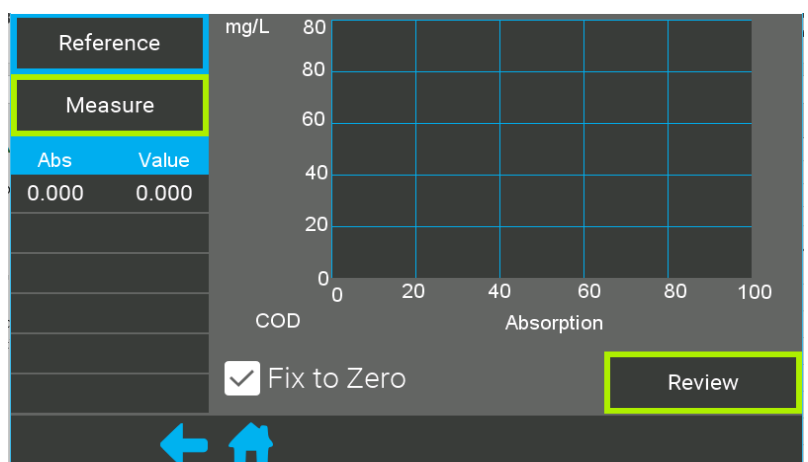 Reference
Measure
Abs Value
0.000 0.000
mg/L 80
80
60
40
20
0
0 20 40 60 80 100
COD Absorption
Fix to Zero
Review